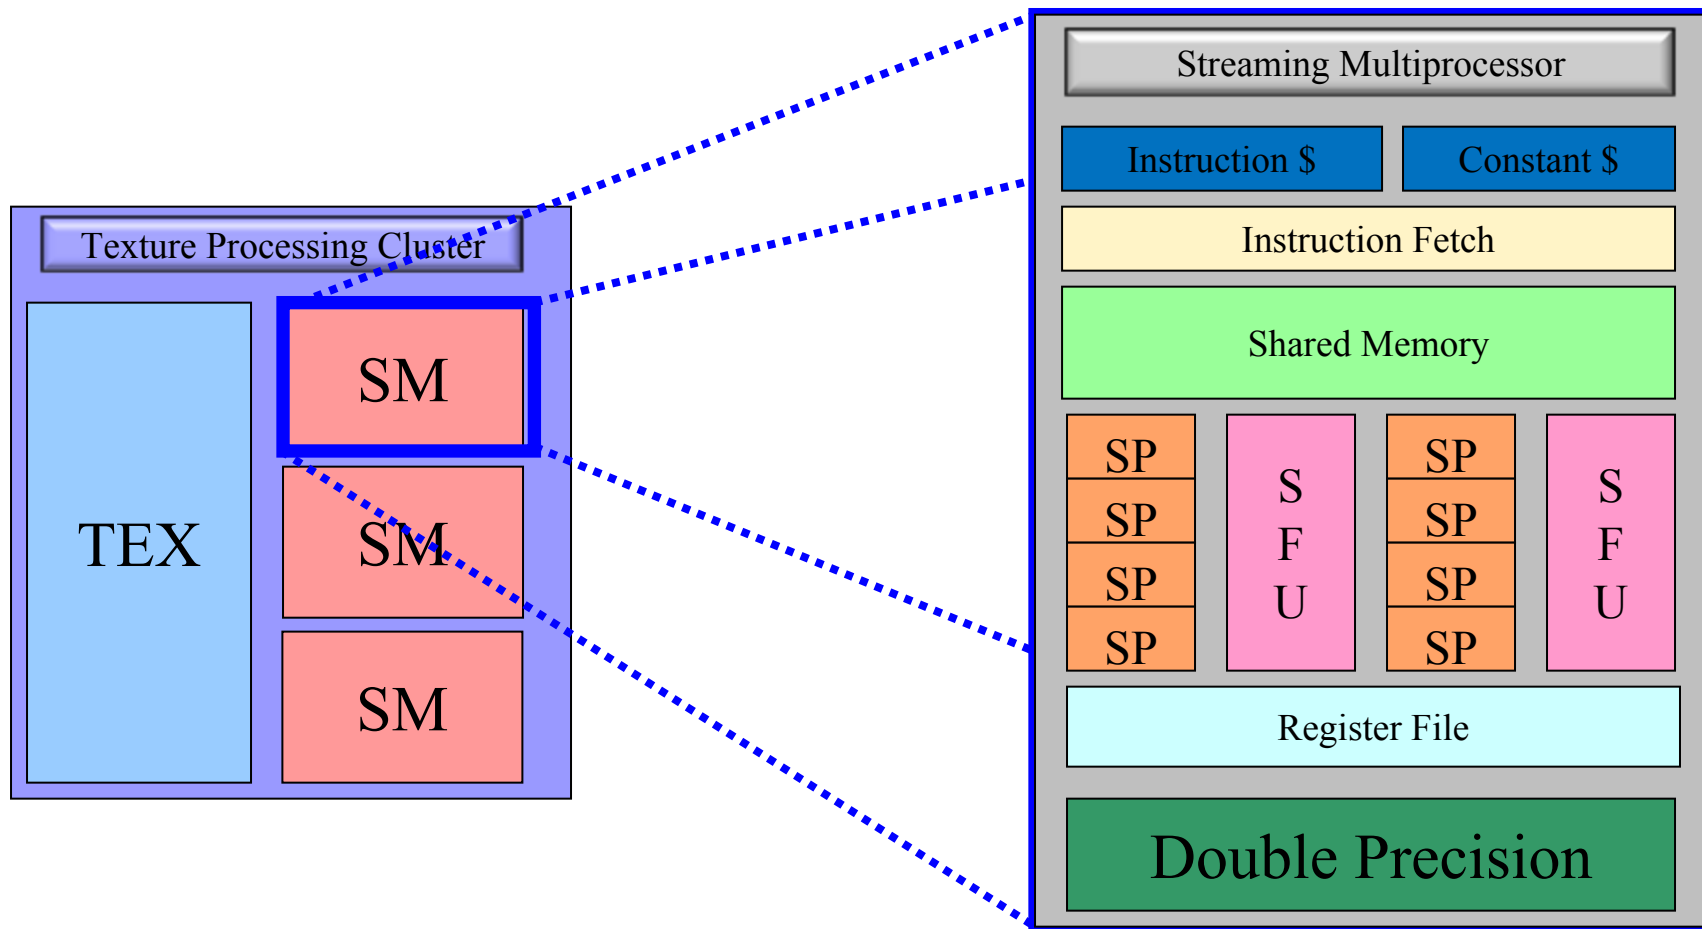 Texture Processing Cluster
TEX
SM
SM
SM
Streaming Multiprocessor
Instruction $
Constant $
Instruction Fetch
Shared Memory
SP
SP
SP
SP
S
F
U
SP
SP
SP
SP
S
F
U
Register File
Double Precision